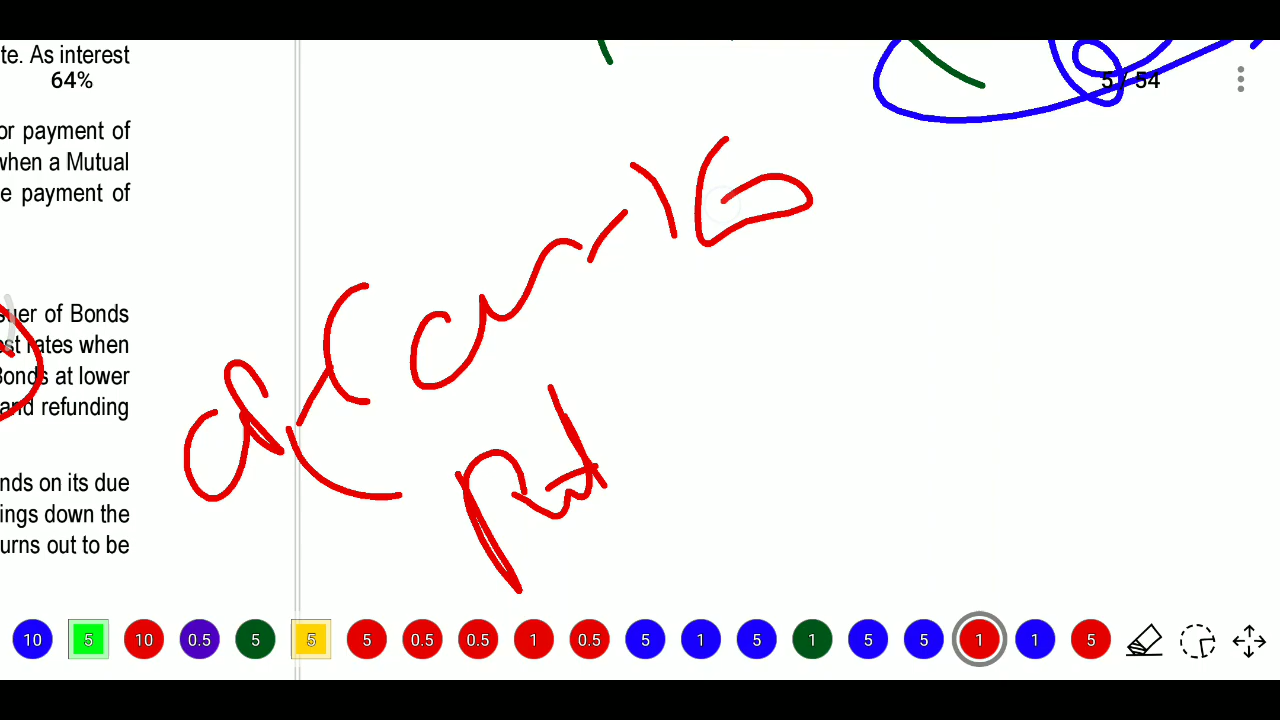 te. As interest
64%
5 / 54
or payment of
when a Mutual
e payment of
suer of Bonds
est rates when
Bonds at lower
and refunding
nds on its due
ings down the
urns out to be
10 5 10 0.5 5 5 5 0.5 0.5 1 0.5 5 1 5 1 5 5 1 1 5